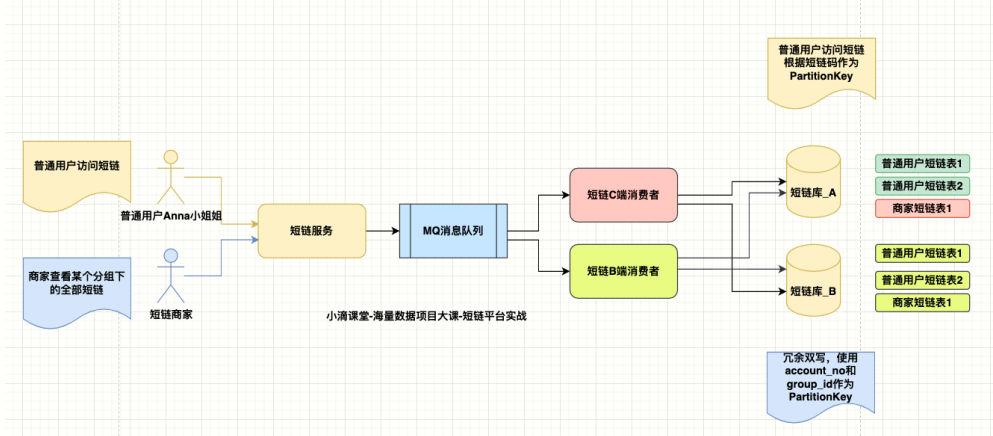 普通用户访问短链
根据短链码作为
PartitionKey
普通用户访问短链
普通用户Anna小姐姐
商家查看某个分组下
的全部短链
短链商家
短链服务
MQ消息队列
短链C端消费者
短链B端消费者
小滴课堂-海量数据项目大课-短链平台实战
短链库_A
普通用户短链表1
普通用户短链表2
商家短链表1
短链库_B
普通用户短链表1
普通用户短链表2
商家短链表1
冗余双写，使用
account_no和
group_id作为
PartitionKey